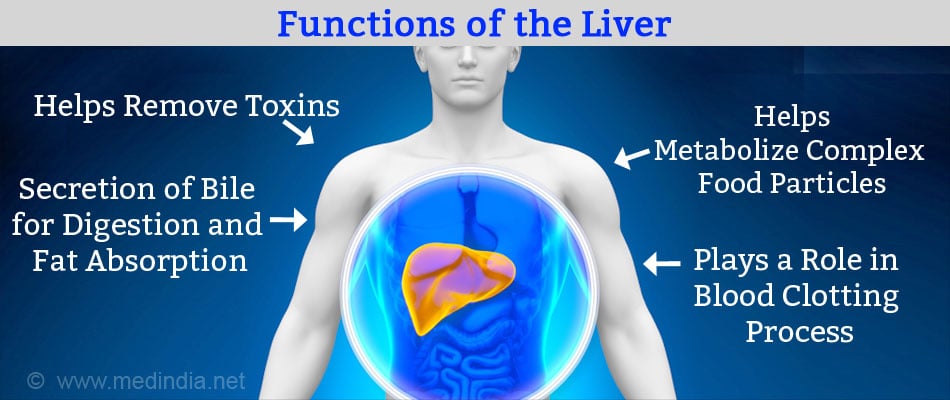 Functions of the Liver
Helps Remove Toxins
Secretion of Bile
for Digestion and
Fat Absorption
Helps
Metabolize Complex
Food Particles
Plays a Role in
Blood Clotting
Process
© www.medindia.net